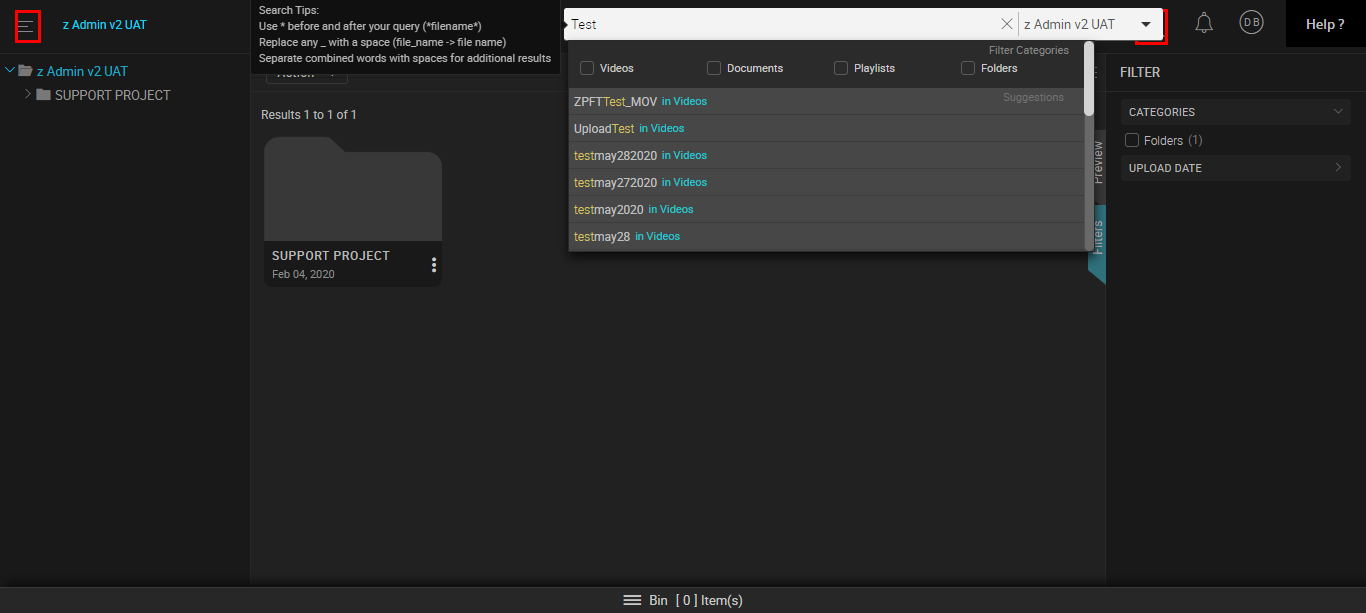 z Admin v2 UAT
Search Tips:
Use * before and after your query (*filename*)
Replace any _ with a space (file_name -> file name)
Separate combined words with spaces for additional results
Test
z Admin v2 UAT
D B
Help ?
z Admin v2 UAT
SUPPORT PROJECT
Action
Results 1 to 1 of 1
SUPPORT PROJECT
Feb 04, 2020
Filter Categories
Videos
Documents
Playlists
Folders
Suggestions
ZPFTTest_MOV in Videos
UploadTest in Videos
testmay282020 in Videos
testmay272020 in Videos
testmay2020 in Videos
testmay28 in Videos
Preview
Filters
FILTER
CATEGORIES
Folders (1)
UPLOAD DATE
Bin [ 0 ] Item(s)